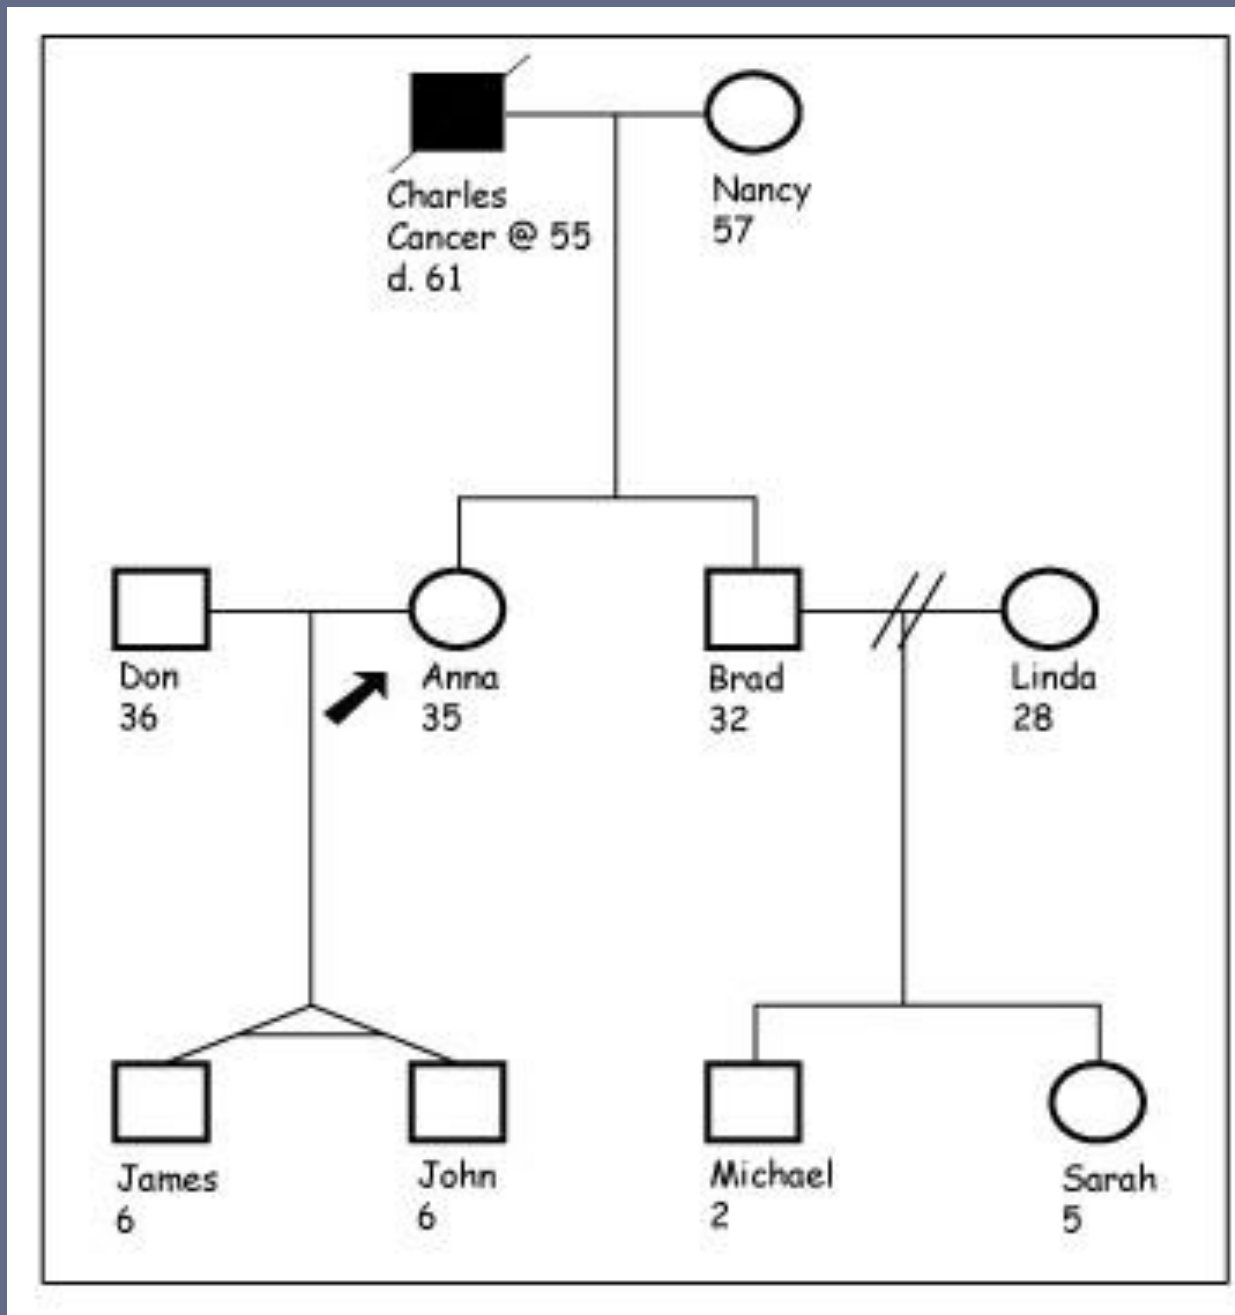 Charles
Cancer @ 55
d. 61
Nancy
57
Don
36
Anna
35
Brad
32
Linda
28
James
6
John
6
Michael
2
Sarah
5